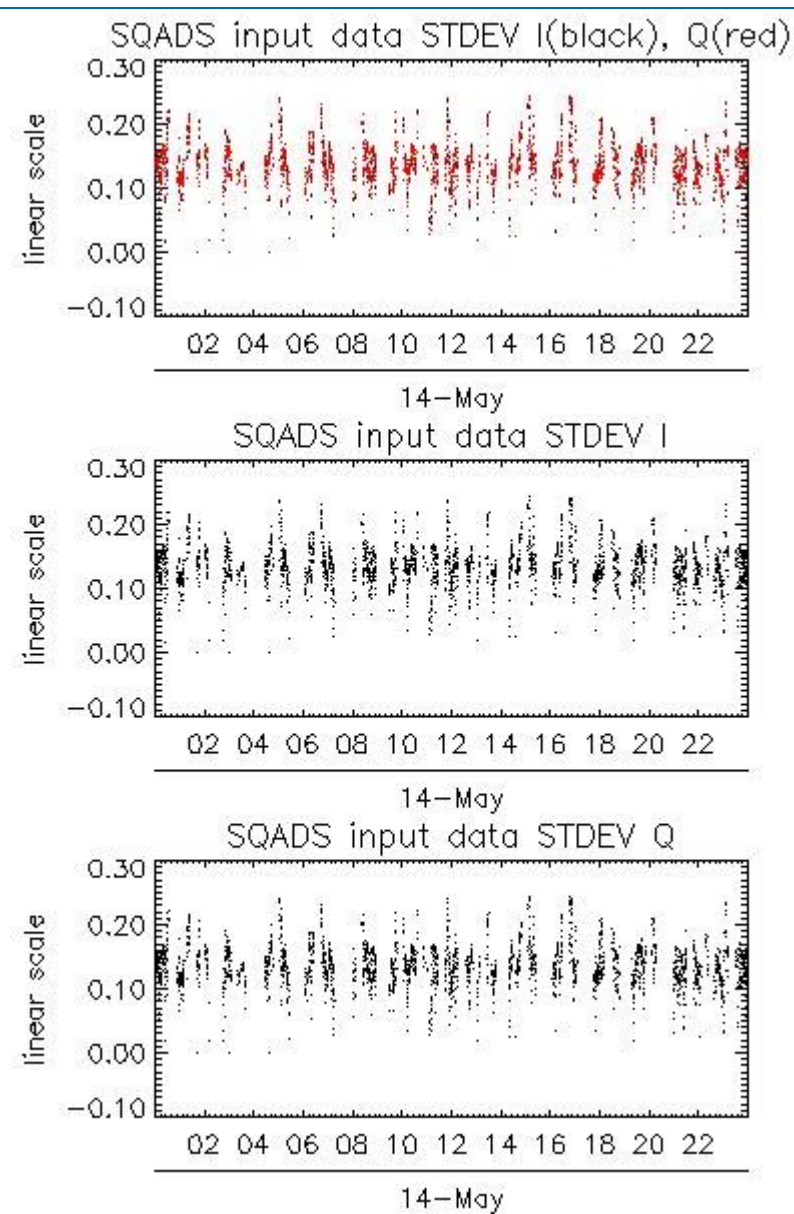 SQADS input data STDEV I(black), Q(red)
0.30
0.20
0.10
0.00
−0.10
linear scale
02 04 06 08 10 12 14 16 18 20 22
14−May
SQADS input data STDEV I
0.30
0.20
0.10
0.00
−0.10
linear scale
02 04 06 08 10 12 14 16 18 20 22
14−May
SQADS input data STDEV Q
0.30
0.20
0.10
0.00
−0.10
linear scale
02 04 06 08 10 12 14 16 18 20 22
14−May